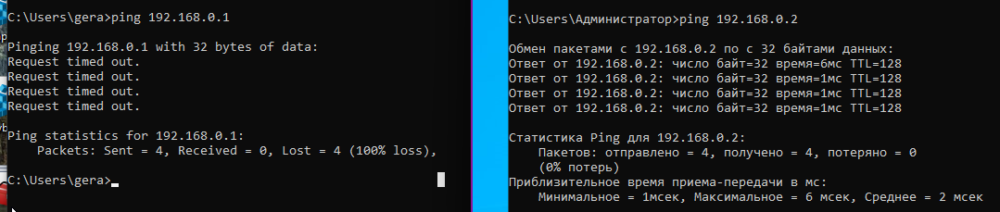 C:\Users\gera>ping 192.168.0.1
Pinging 192.168.0.1 with 32 bytes of data:
Request timed out.
Request timed out.
Request timed out.
Request timed out.
Ping statistics for 192.168.0.1:
Packets: Sent = 4, Received = 0, Lost = 4 (100% loss),
C:\Users\gera>
C:\Users\Администратор>ping 192.168.0.2
Обмен пакетами с 192.168.0.2 по с 32 байтами данных:
Ответ от 192.168.0.2: число байт=32 время=6мс TTL=128
Ответ от 192.168.0.2: число байт=32 время=1мс TTL=128
Ответ от 192.168.0.2: число байт=32 время=1мс TTL=128
Ответ от 192.168.0.2: число байт=32 время=1мс TTL=128
Статистика Ping для 192.168.0.2:
Пакетов: отправлено = 4, получено = 4, потеряно = 0
(0% потерь)
Приблизительное время приема-передачи в мс:
Минимальное = 1мсек, Максимальное = 6 мсек, Среднее = 2 мсек